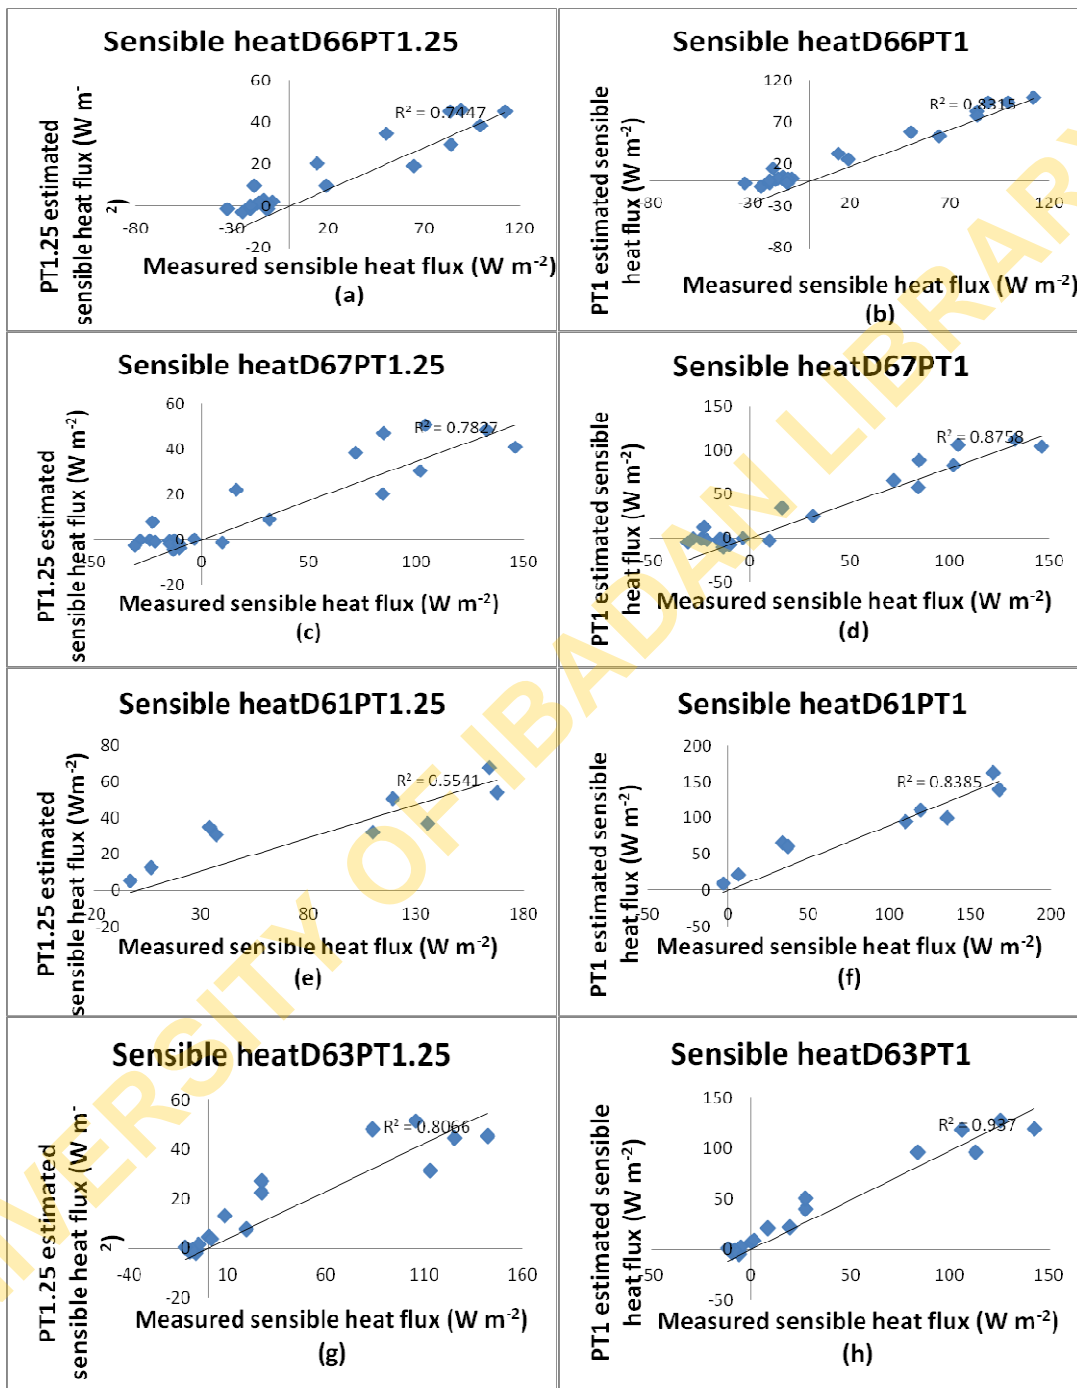 Sensible heatD66PT1.25
PT1.25 estimated
sensible heat flux (W m-
2)
60
40
20
0
-20
R² = 0.7447
-80
-30
20
70
120
Measured sensible heat flux (W m-2)
(a)
Sensible heatD66PT1
PT1 estimated sensible
heat flux (W m-2)
120
70
20
-30
-80
R² = 0.8315
-80
-30
20
70
120
Measured sensible heat flux (W m-2)
(b)
Sensible heatD67PT1.25
PT1.25 estimated
sensible heat flux (W m-2)
60
40
20
0
-20
R² = 0.7827
-50
0
50
100
150
Measured sensible heat flux (W m-2)
(c)
Sensible heatD67PT1
PT1 estimated sensible
heat flux (W m-2)
150
100
50
0
-50
R² = 0.8758
-50
0
50
100
150
Measured sensible heat flux (W m-2)
(d)
Sensible heatD61PT1.25
PT1.25 estimated
sensible heat flux (Wm-2)
80
60
40
20
0
-20
R² = 0.5541
-20
30
80
130
180
Measured sensible heat flux (W m-2)
(e)
Sensible heatD61PT1
PT1 estimated sensible
heat flux (W m-2)
200
150
100
50
0
-50
R² = 0.8385
-50
0
50
100
150
200
Measured sensible heat flux (W m-2)
(f)
Sensible heatD63PT1.25
PT1.25 estimated
sensible heat flux (W m-
2)
60
40
20
0
-20
R² = 0.8066
-40
10
60
110
160
Measured sensible heat flux (W m-2)
(g)
Sensible heatD63PT1
PT1 estimated sensible
heat flux (W m-2)
150
100
50
0
-50
R² = 0.937
-50
0
50
100
150
Measured sensible heat flux (W m-2)
(h)
UNIVERSITY OF IBADAN LIBRARY